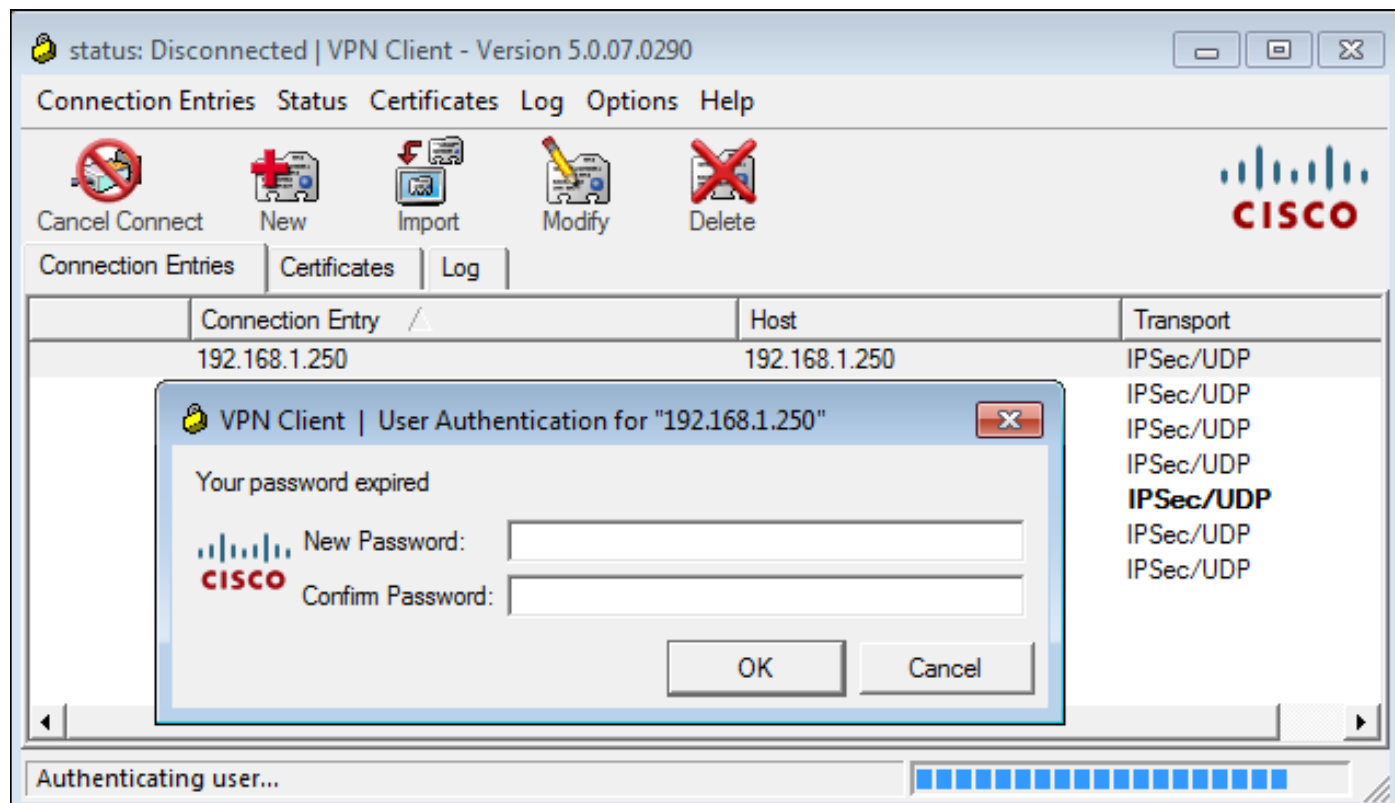 status: Disconnected | VPN Client - Version 5.0.07.0290
Connection Entries Status Certificates Log Options Help
Cancel Connect New Import Modify Delete
CISCO
Connection Entries Certificates Log
Connection Entry Host Transport
192.168.1.250 192.168.1.250 IPSec/UDP
IPSec/UDP
IPSec/UDP
IPSec/UDP
IPSec/UDP
IPSec/UDP
IPSec/UDP
VPN Client | User Authentication for "192.168.1.250"
Your password expired
CISCO
New Password:
Confirm Password:
OK Cancel
Authenticating user...